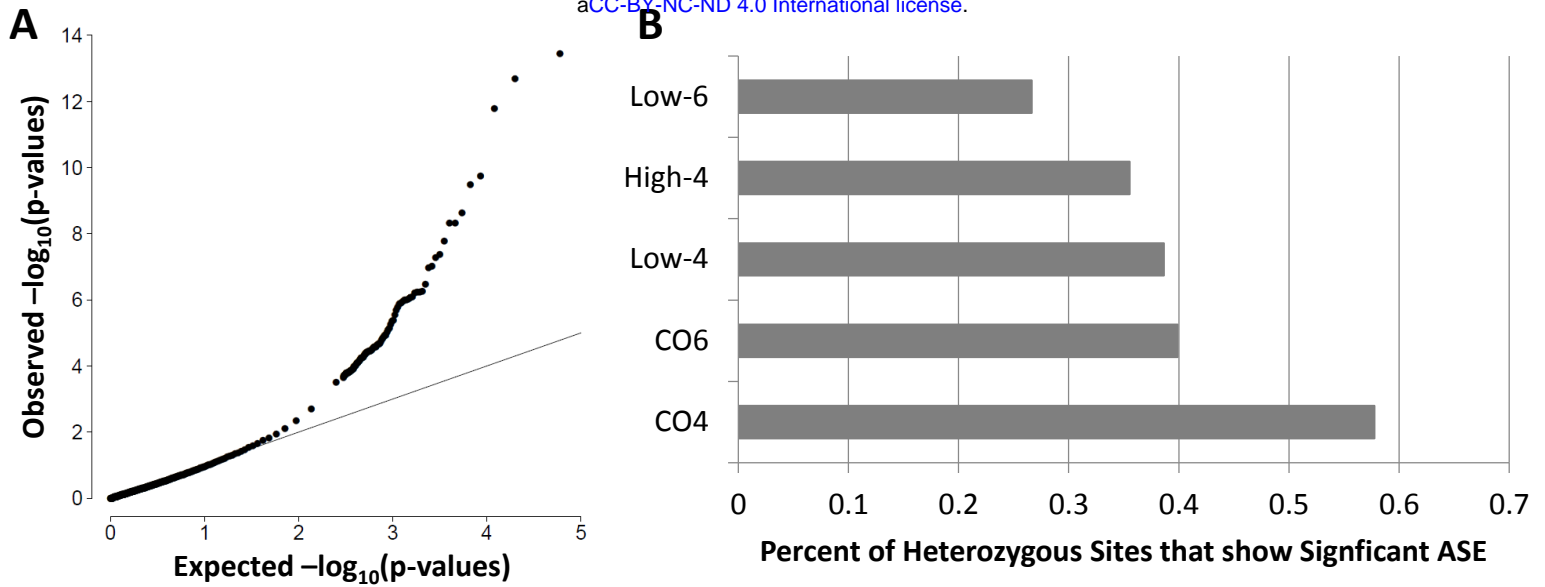 aCC-BY-NC-ND 4.0 International license.
A
14
12
10
8
6
4
2
0
Observed –log10(p-values)
0 1 2 3 4 5
Expected –log10(p-values)
B
Low-6
High-4
Low-4
CO6
CO4
0 0.1 0.2 0.3 0.4 0.5 0.6 0.7
Percent of Heterozygous Sites that show Signficant ASE